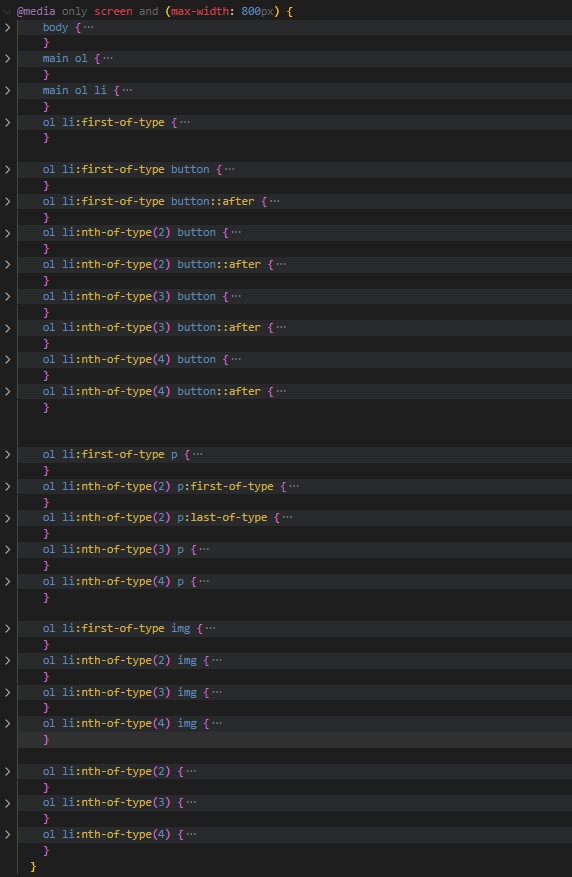 @media only screen and (max-width: 800px) {
body {···
}
main ol {···
}
main ol li {···
}
ol li:first-of-type {···
}
ol li:first-of-type button {···
}
ol li:first-of-type button::after {···
}
ol li:nth-of-type(2) button {···
}
ol li:nth-of-type(2) button::after {···
}
ol li:nth-of-type(3) button {···
}
ol li:nth-of-type(3) button::after {···
}
ol li:nth-of-type(4) button {···
}
ol li:nth-of-type(4) button::after {···
}
ol li:first-of-type p {···
}
ol li:nth-of-type(2) p:first-of-type {···
}
ol li:nth-of-type(2) p:last-of-type {···
}
ol li:nth-of-type(3) p {···
}
ol li:nth-of-type(4) p {···
}
ol li:first-of-type img {···
}
ol li:nth-of-type(2) img {···
}
ol li:nth-of-type(3) img {···
}
ol li:nth-of-type(4) img {···
}
ol li:nth-of-type(2) {···
}
ol li:nth-of-type(3) {···
}
ol li:nth-of-type(4) {···
}
}